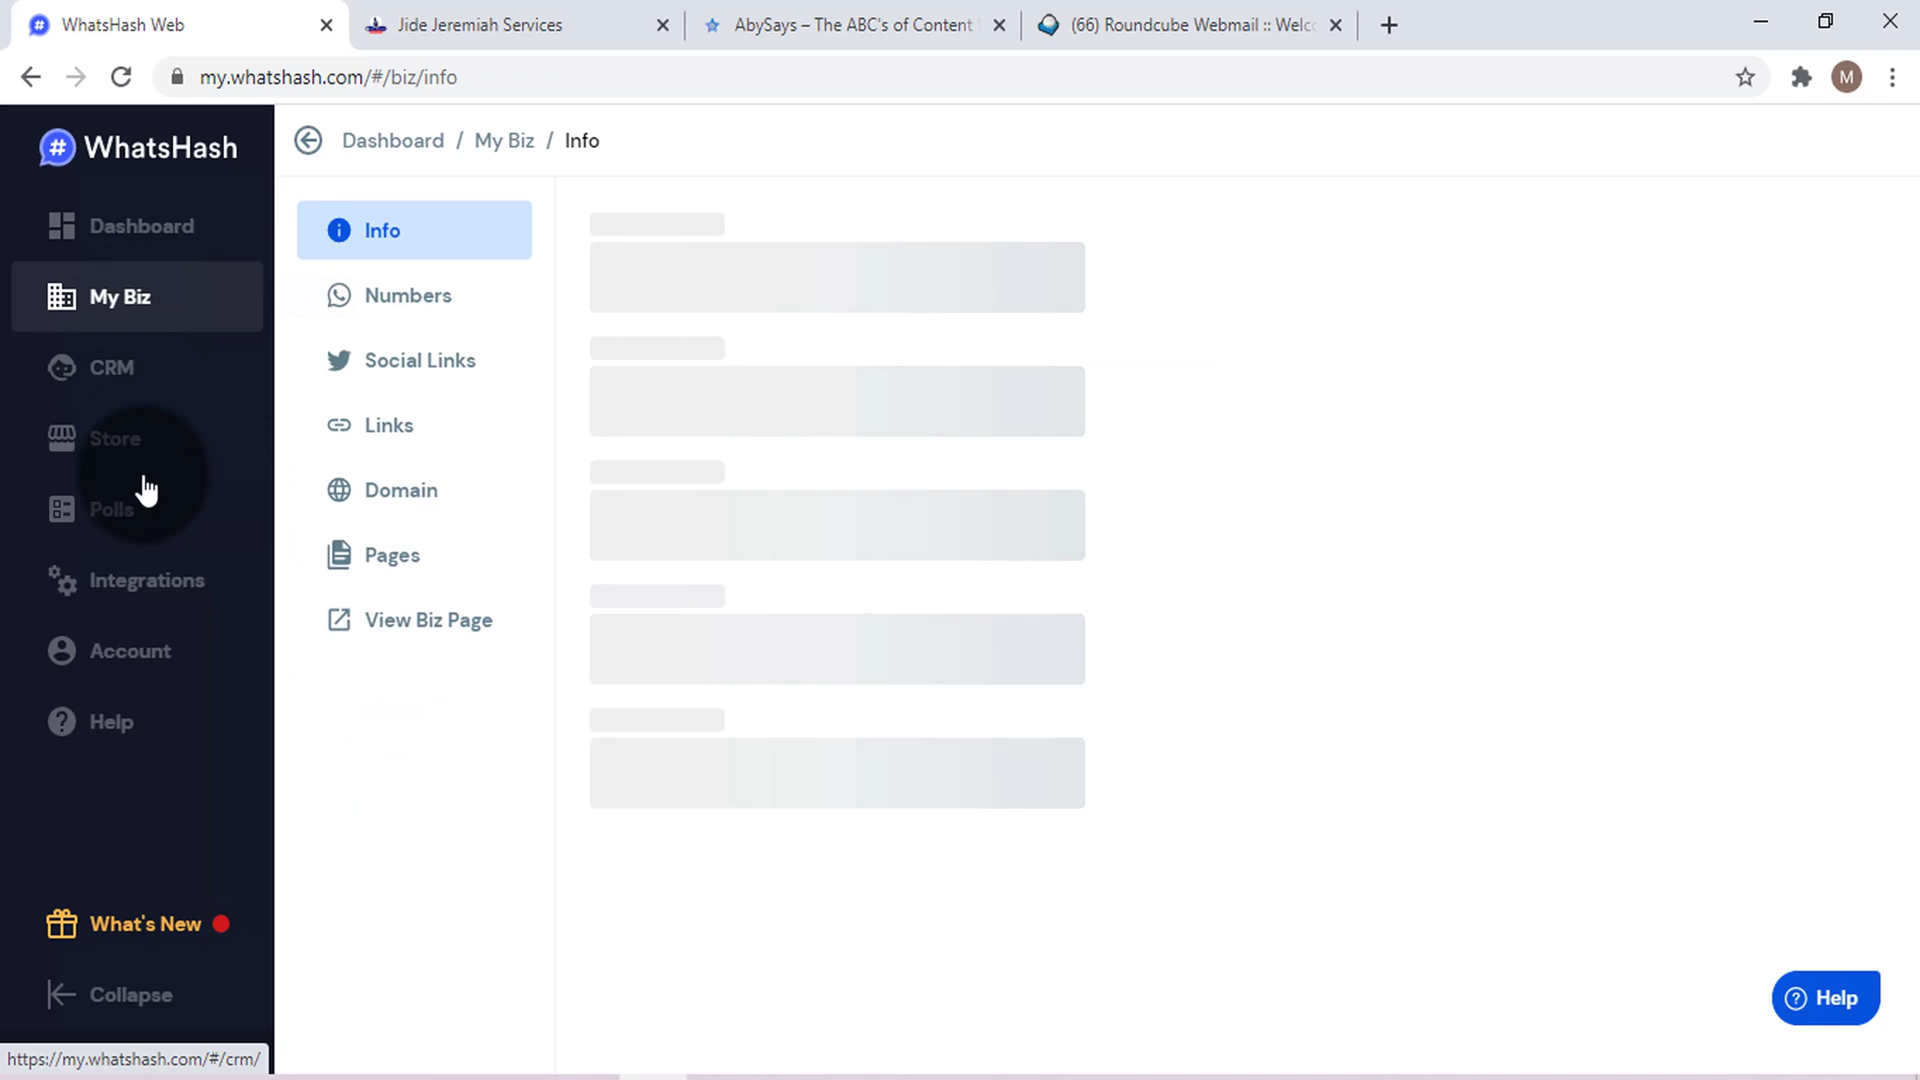 WhatsHash Web
Jide Jeremiah Services
AbySays – The ABC's of Content
(66) Roundcube Webmail :: Welc
my.whatshash.com/#/biz/info
M
# WhatsHash
Dashboard / My Biz / Info
Dashboard
My Biz
CRM
Store
Polls
Integrations
Account
Help
What's New
Collapse
Info
Numbers
Social Links
Links
Domain
Pages
View Biz Page
Help
https://my.whatshash.com/#/crm/